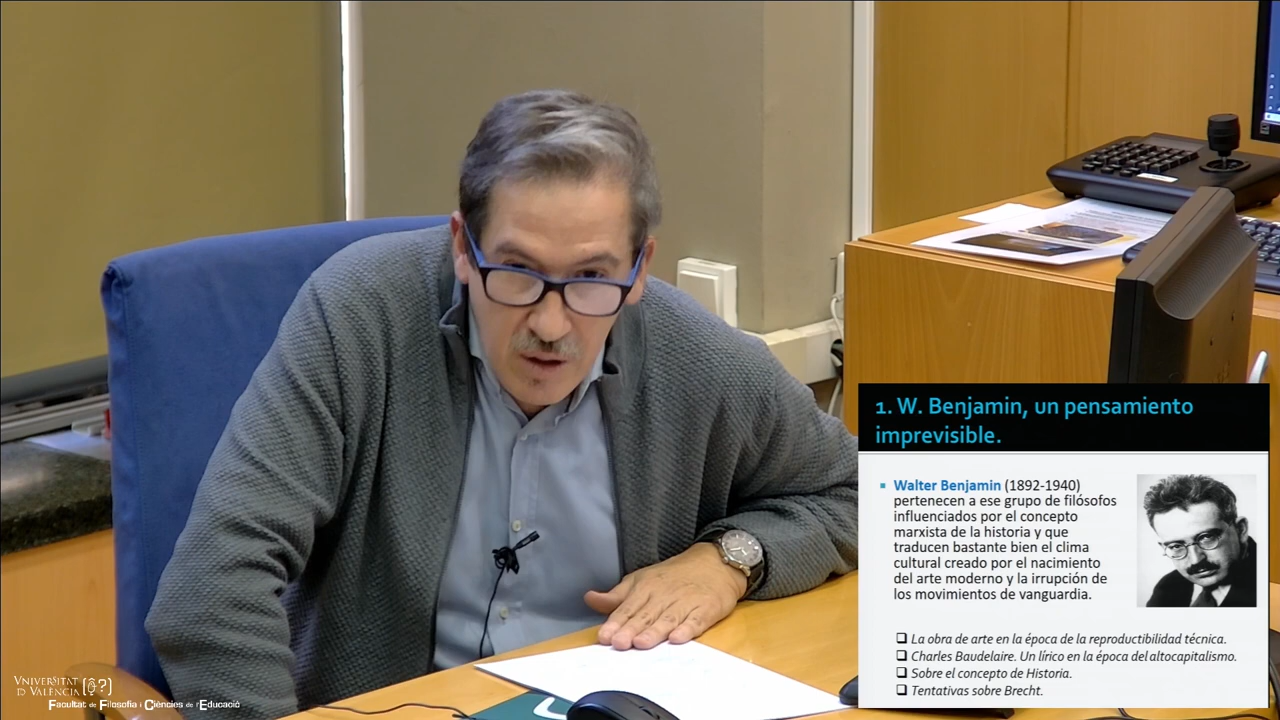 1. W. Benjamin, un pensamiento
imprevisible.
Walter Benjamin (1892-1940)
pertenecen a ese grupo de filósofos
influenciados por el concepto
marxista de la historia y que
traducen bastante bien el clima
cultural creado por el nacimiento
del arte moderno y la irrupción de
los movimientos de vanguardia.
La obra de arte en la época de la reproductibilidad técnica.
Charles Baudelaire. Un lírico en la época del altocapitalismo.
Sobre el concepto de Historia.
Tentativas sobre Brecht.
VNIVERSITAT
ID VALÈNCIA
Facultat de Filosofia i Ciències de l'Educació